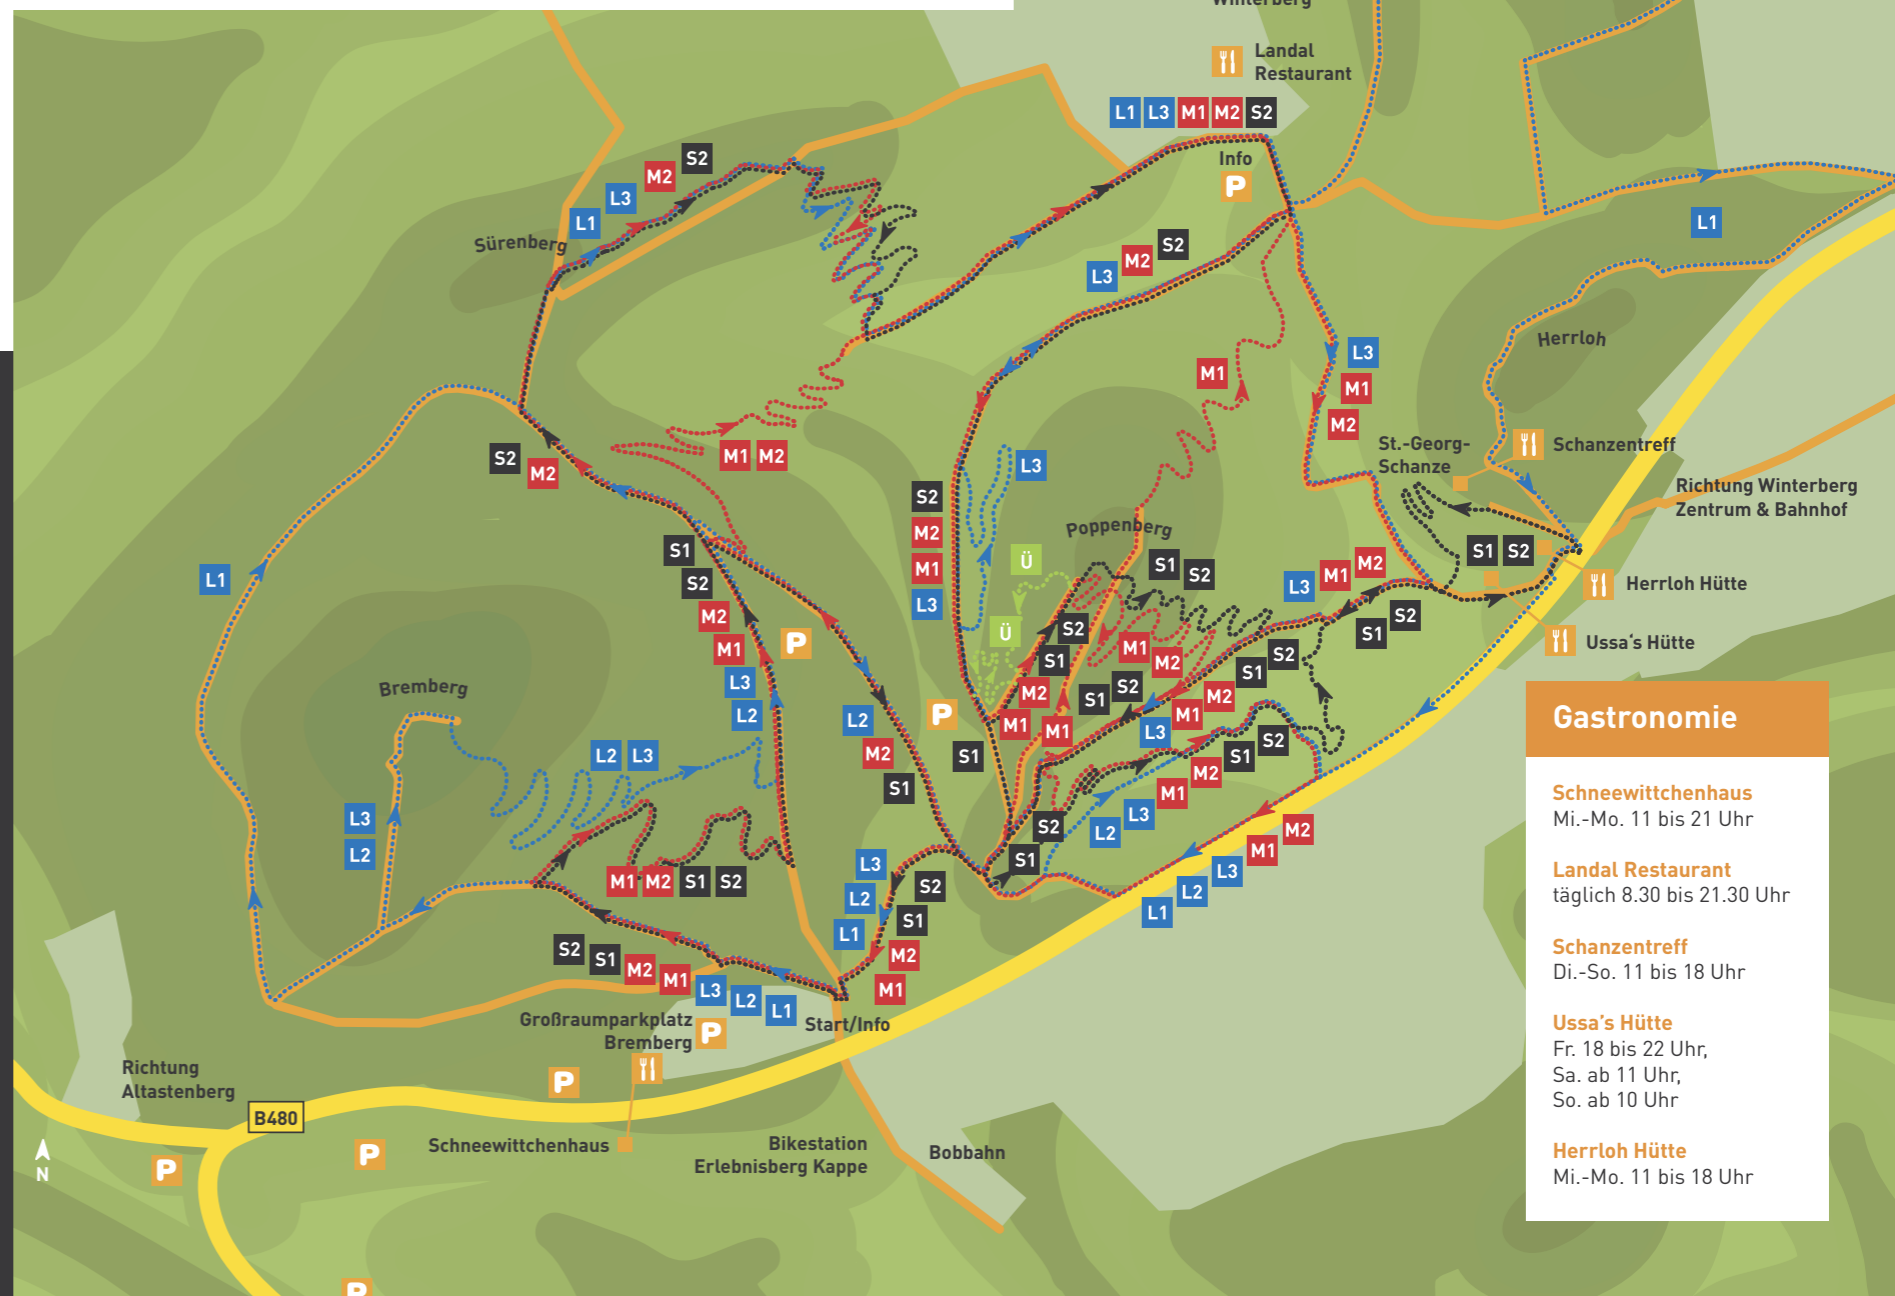 Winterberg
Landal
Restaurant
L1 L3 M1 M2 S2
Info
P
S2
M2
L3
L1
Sürenberg
L1
S2
M2
L3
L3
M1
M2
Herrloh
M1
St.-Georg-
Schanze
Schanzentreff
Richtung Winterberg
Zentrum & Bahnhof
S2
M2
M1 M2
L3
S2
M2
M1
L3
Poppenberg
Ü
Ü
S1
S2
S1 S2
Herrloh Hütte
Ussa's Hütte
L3
M1
M2
S2
S1
L1
S1
S2
M2
M1
L3
L2
P
S2
S1
M2
M1
M1
M1
M2
S1
S2
S2
S1
M2
M1
L3
Bremberg
P
L2
M2
S1
S1
L2 L3
S2
S1
M2
M1
L3
L2
S2
S1
L3
L2
M1 M2 S1 S2
L3
L2
L1
S2
S1
M2
M1
M2
M1
L3
L2
L1
S2
S1
M2
M1
L3
L2
L1
Großraumparkplatz
Bremberg
P
Start/Info
Richtung
Altastenberg
B480
P
P
P
P
N
Schneewittchenhaus
Bikestation
Erlebnisberg Kappe
Bobbahn
Gastronomie
Schneewittchenhaus
Mi.-Mo. 11 bis 21 Uhr
Landal Restaurant
täglich 8.30 bis 21.30 Uhr
Schanzentreff
Di.-So. 11 bis 18 Uhr
Ussa's Hütte
Fr. 18 bis 22 Uhr,
Sa. ab 11 Uhr,
So. ab 10 Uhr
Herrloh Hütte
Mi.-Mo. 11 bis 18 Uhr